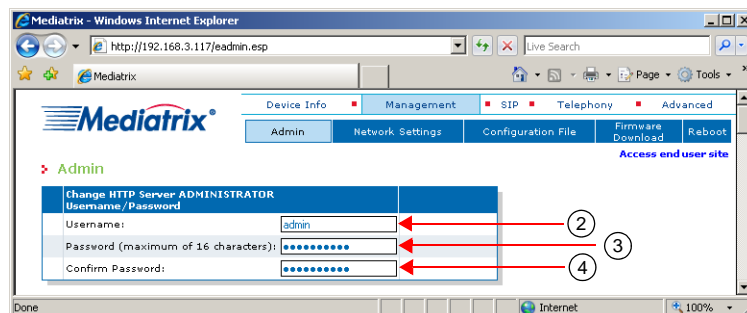 Mediatrix - Windows Internet Explorer
http://192.168.3.117/eadmin.esp
Live Search
Mediatrix
Page
Tools
Mediatrix®
Device Info
Management
SIP
Telephony
Advanced
Admin
Network Settings
Configuration File
Firmware Download
Reboot
Access end user site
Admin
Change HTTP Server ADMINISTRATOR
Username/Password
Username:
admin
2
Password (maximum of 16 characters):
••••••••••
3
Confirm Password:
••••••••••
4
Done
Internet
100%